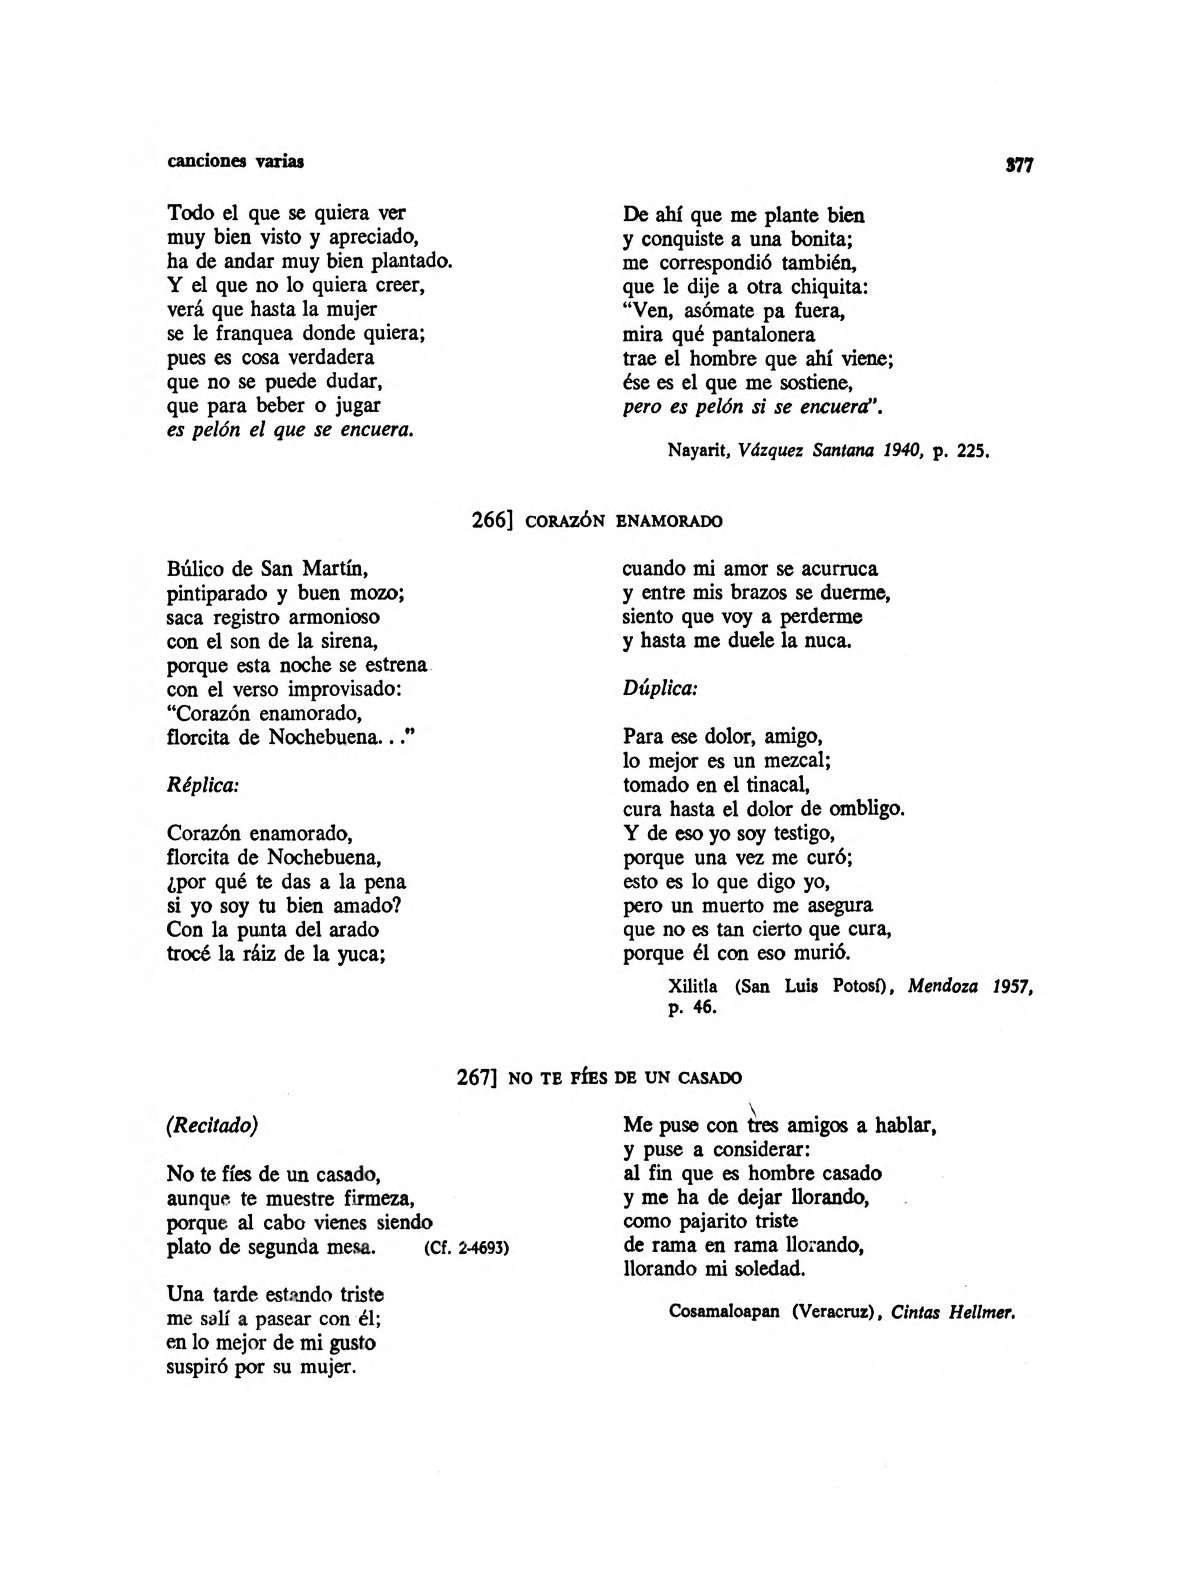 canciones varias
377
Todo el que se quiera ver
muy bien visto y apreciado,
ha de andar muy bien plantado.
Y el que no lo quiera creer,
verá que hasta la mujer
se le franquea donde quiera;
pues es cosa verdadera
que no se puede dudar,
que para beber o jugar
es pelón el que se encuera.
De ahí que me plante bien
y conquiste a una bonita;
me correspondió también,
que le dije a otra chiquita:
“Ven, asómate pa fuera,
mira qué pantalonera
trae el hombre que ahí viene;
ése es el que me sostiene,
pero es pelón si se encuera”.
Nayarit, Vázquez Santana 1940, p. 225.
266] CORAZÓN ENAMORADO
Búlico de San Martín,
pintiparado y buen mozo;
saca registro armonioso
con el son de la sirena,
porque esta noche se estrena
con el verso improvisado:
“Corazón enamorado,
florcita de Nochebuena. . .”
Réplica:
Corazón enamorado,
florcita de Nochebuena,
¿por qué te das a la pena
si yo soy tu bien amado?
Con la punta del arado
trocé la ráiz de la yuca;
cuando mi amor se acurruca
y entre mis brazos se duerme,
siento que voy a perderme
y hasta me duele la nuca.
Dúplica:
Para ese dolor, amigo,
lo mejor es un mezcal;
tomado en el tinacal,
cura hasta el dolor de ombligo.
Y de eso yo soy testigo,
porque una vez me curó;
esto es lo que digo yo,
pero un muerto me asegura
que no es tan cierto que cura,
porque él con eso murió.
Xilitla (San Luis Potosí), Mendoza 1957,
p. 46.
267] NO TE FÍES DE UN CASADO
(Recitado)
No te fíes de un casado,
aunque te muestre firmeza,
porque al cabo vienes siendo
plato de segunda mesa. (Cf. 2-4693)
Una tarde estando triste
me salí a pasear con él;
en lo mejor de mi gusto
suspiró por su mujer.
Me puse con tres amigos a hablar,
y puse a considerar:
al fin que es hombre casado
y me ha de dejar llorando,
como pajarito triste
de rama en rama llorando,
llorando mi soledad.
Cosamaloapan (Veracruz), Cintas Hellmer.